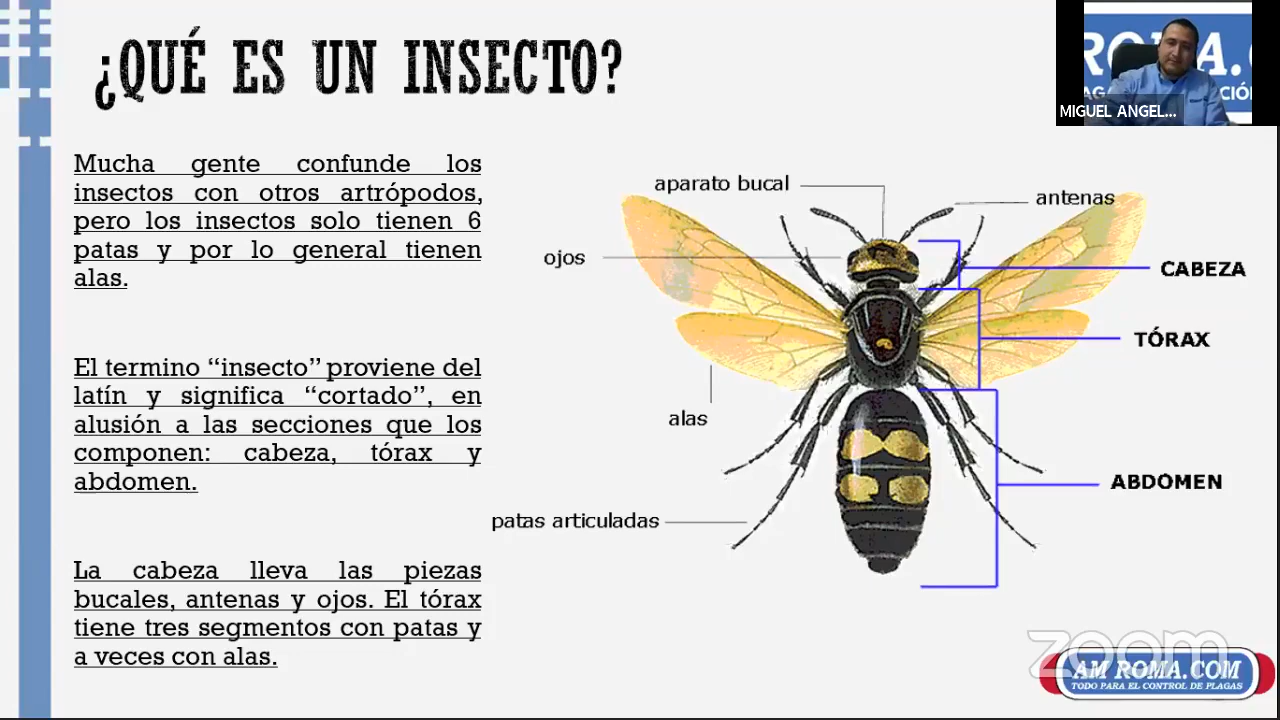 ¿QUÉ ES UN INSECTO?
Mucha gente confunde los
insectos con otros artrópodos,
pero los insectos solo tienen 6
patas y por lo general tienen
alas.
El termino “insecto” proviene del
latín y significa “cortado”, en
alusión a las secciones que los
componen: cabeza, tórax y
abdomen.
La cabeza lleva las piezas
bucales, antenas y ojos. El tórax
tiene tres segmentos con patas y
a veces con alas.
aparato bucal
antenas
ojos
CABEZA
TÓRAX
alas
ABDOMEN
patas articuladas
MIGUEL ANGEL...
zoom
AM ROMA.COM
TODO PARA EL CONTROL DE PLAGAS